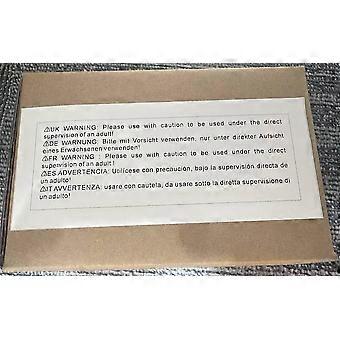 ⚠UK WARNING: Please use with caution to be used under the direct
supervision of an adult!
⚠DE WARNUNG: Bitte mit Vorsicht verwenden, nur unter direkter Aufsicht
eines Erwachsenen verwenden!
⚠FR WARNING : Please use with caution to be used under the direct
supervision of an adult!
⚠ES ADVERTENCIA: Utilícese con precaucion, bajo la supervisión directa de
un adulto!
⚠IT AVVERTENZA: usare con cautela, da usare sotto la diretta supervisione di
un adulto!